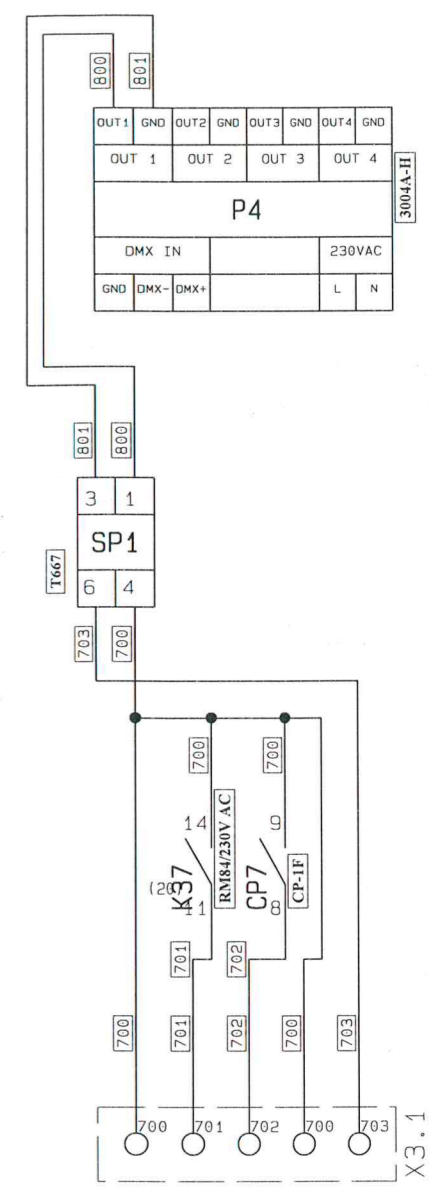 800
801
OUT1 GND OUT2 GND OUT3 GND OUT4 GND
OUT 1 OUT 2 OUT 3 OUT 4
P4
3004A-H
DMX IN 230VAC
GND DMX- DMX+ L N
801
800
3 1
SP1
T667
6 4
703
700
700
700
14
9
K37
(20)
RM84/230V AC
CP7
CP-1F
11
8
701
702
700
701
702
700
703
700
701
702
700
703
X3.1